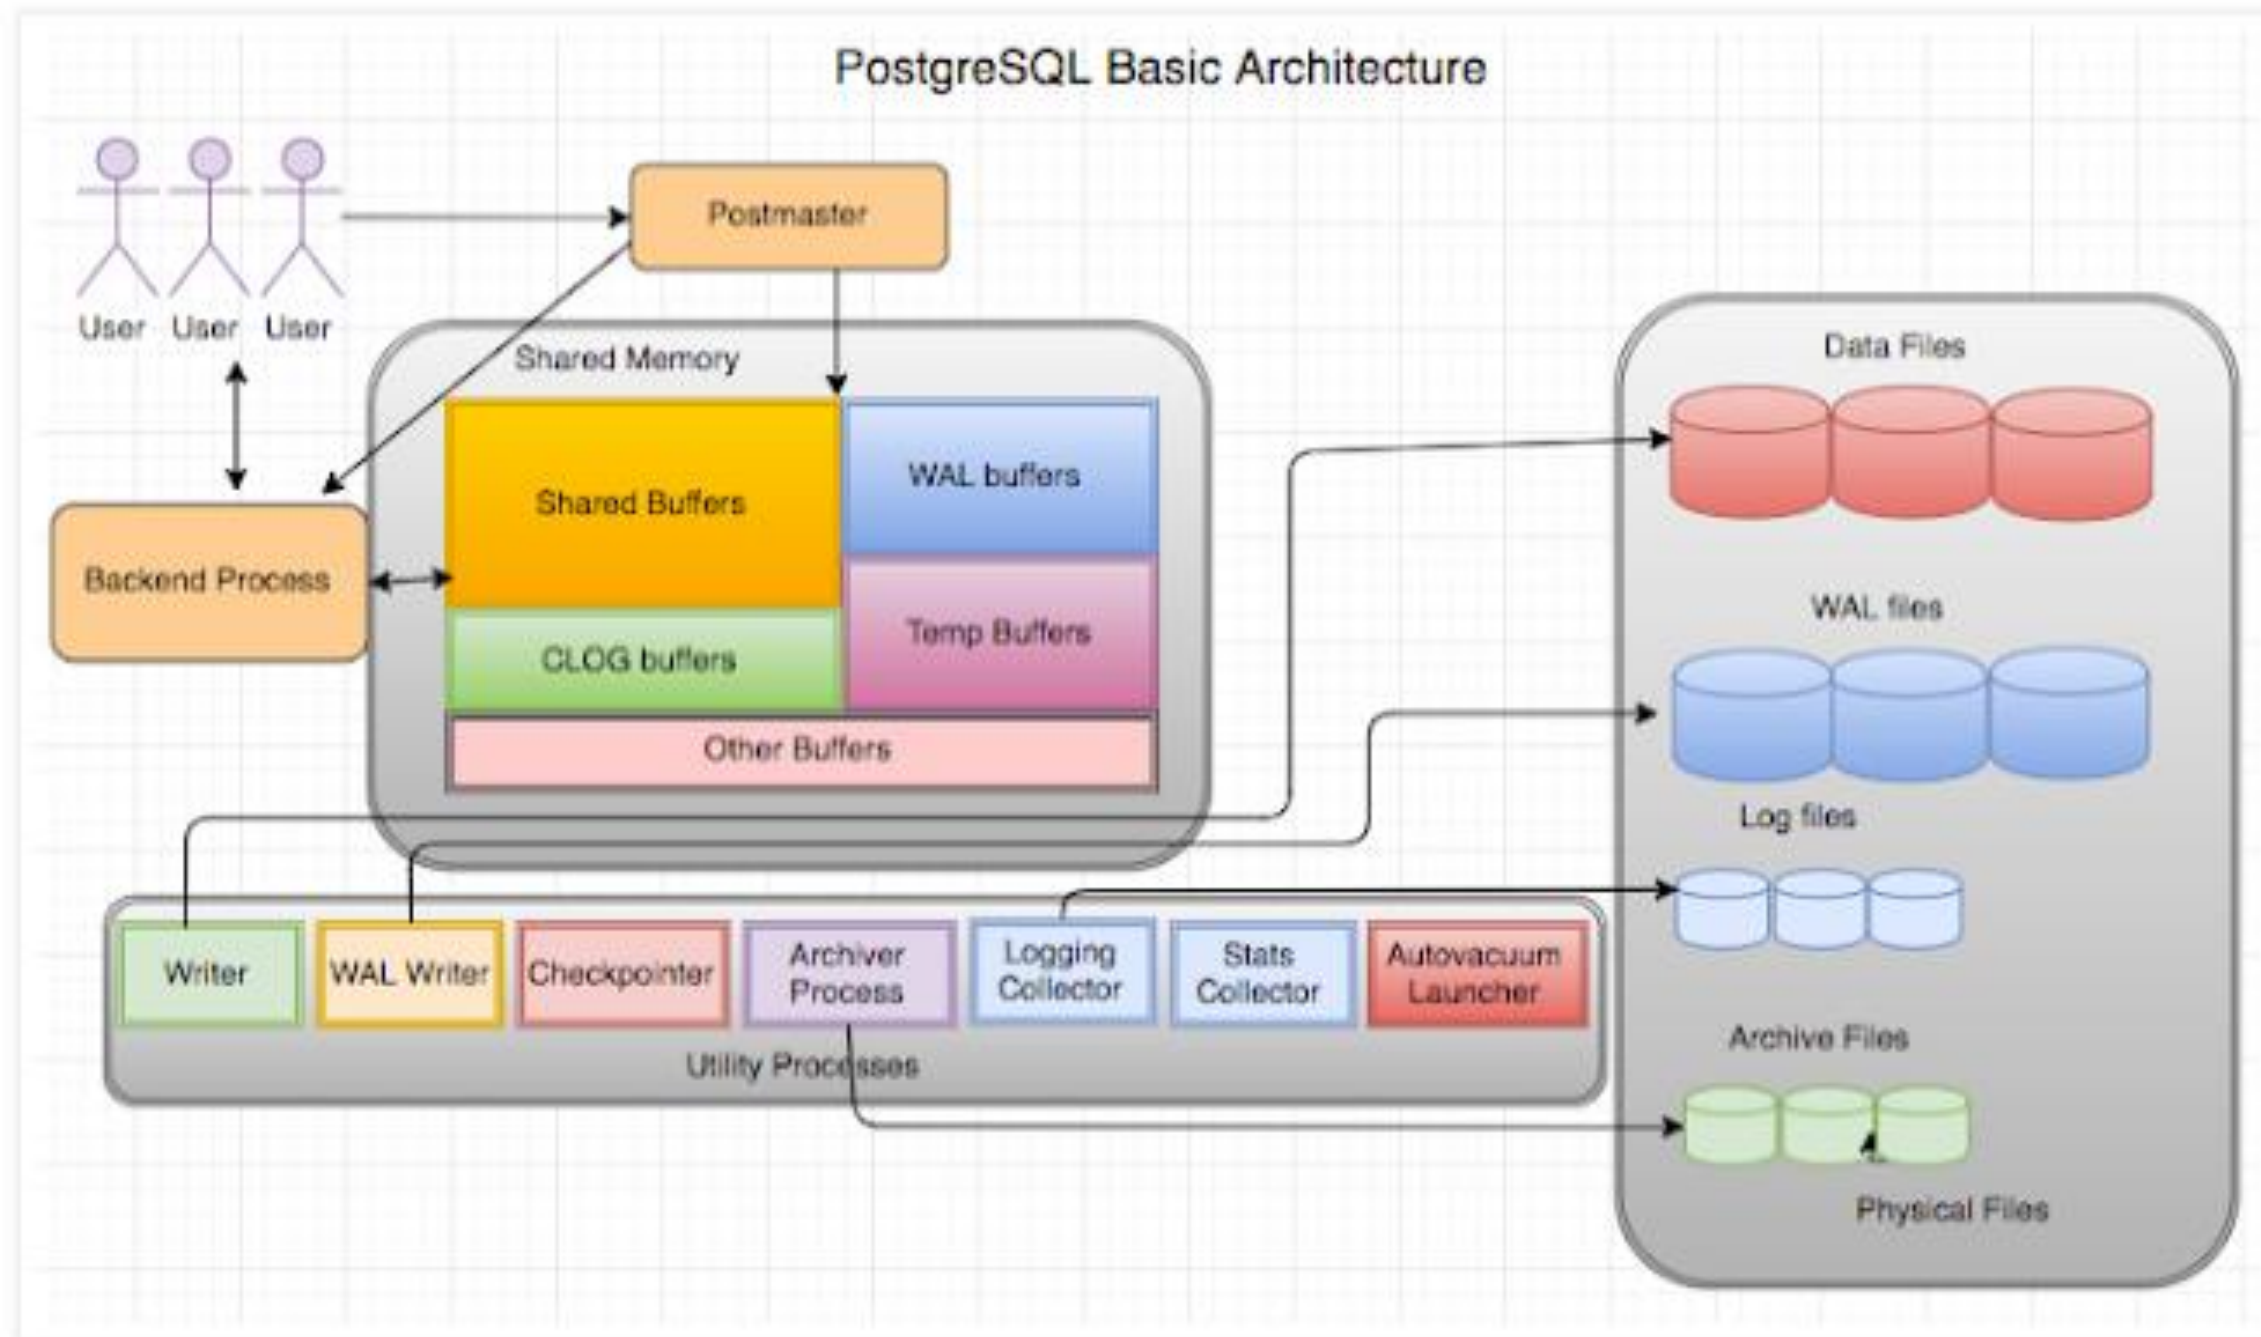 PostgreSQL Basic Architecture
Postmaster
User User User
Shared Memory
Data Files
Shared Buffers
WAL buffers
Backend Process
CLOG buffers
Temp Buffers
WAL files
Other Buffers
Log files
Writer
WAL Writer
Checkpointer
Archiver
Process
Logging
Collector
Stats
Collector
Autovacuum
Launcher
Utility Processes
Archive Files
Physical Files